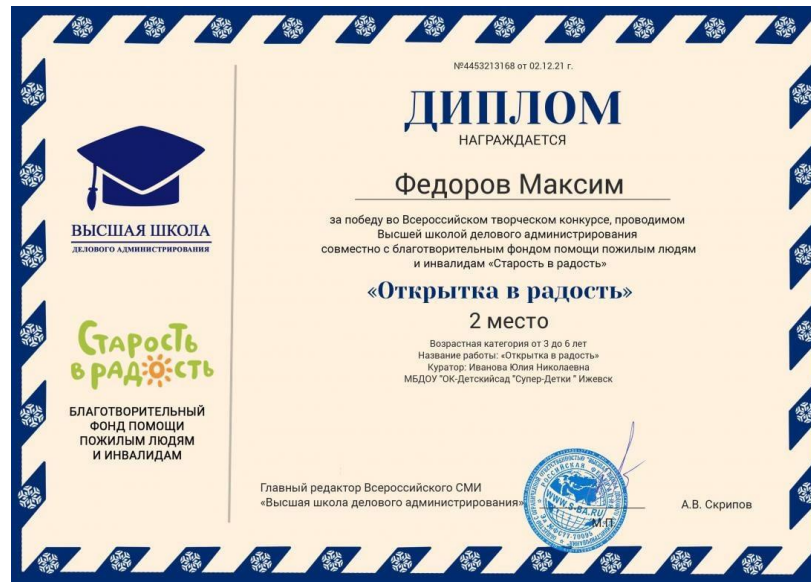 №4453213168 от 02.12.21 г.
ДИПЛОМ
НАГРАЖДАЕТСЯ
Федоров Максим
за победу во Всероссийском творческом конкурсе, проводимом
Высшей школой делового администрирования
совместно с благотворительным фондом помощи пожилым людям
и инвалидам «Старость в радость»
«Открытка в радость»
2 место
Возрастная категория от 3 до 6 лет
Название работы: «Открытка в радость»
Куратор: Иванова Юлия Николаевна
МБДОУ "ОК-Детскийсад "Супер-Детки " Ижевск
ВЫСШАЯ ШКОЛА
ДЕЛОВОГО АДМИНИСТРИРОВАНИЯ
Старость
в радость
БЛАГОТВОРИТЕЛЬНЫЙ
ФОНД ПОМОЩИ
ПОЖИЛЫМ ЛЮДЯМ
И ИНВАЛИДАМ
Главный редактор Всероссийского СМИ
«Высшая школа делового администрирования»
WWW.S-BA.RU
М.П.
А.В. Скрипов